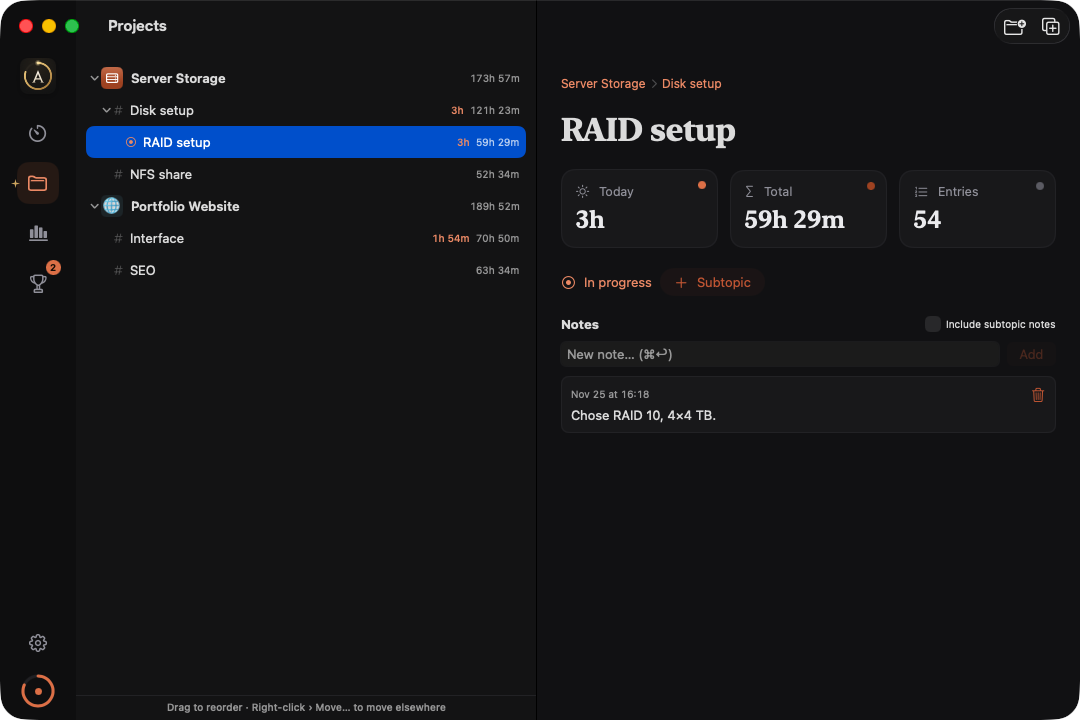 Projects
A
Server Storage 173h 57m
# Disk setup 3h 121h 23m
RAID setup 3h 59h 29m
# NFS share 52h 34m
Portfolio Website 189h 52m
# Interface 1h 54m 70h 50m
# SEO 63h 34m
2
Drag to reorder · Right-click › Move… to move elsewhere
Server Storage > Disk setup
RAID setup
Today
3h
∑ Total
59h 29m
Entries
54
In progress
+ Subtopic
Notes
Include subtopic notes
New note… (⌘↩)
Add
Nov 25 at 16:18
Chose RAID 10, 4×4 TB.